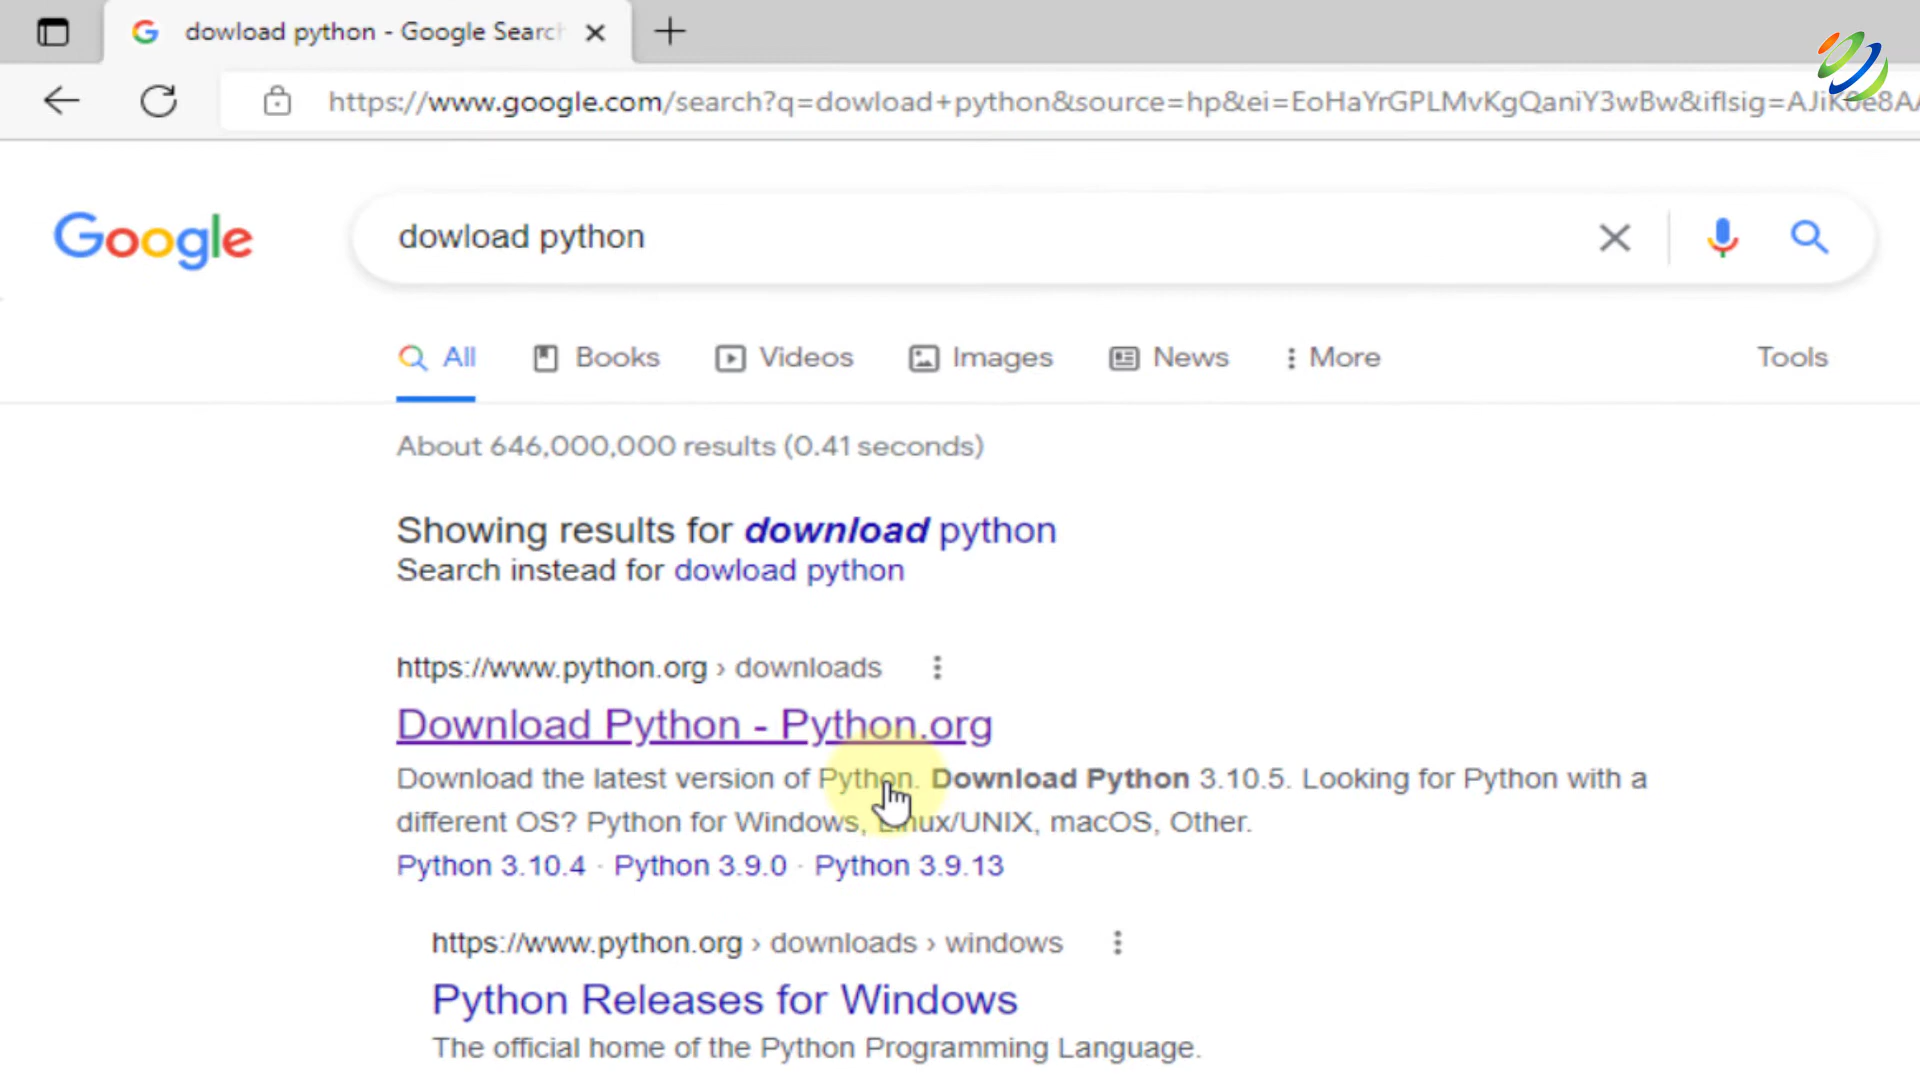 dowload python - Google Search
https://www.google.com/search?q=dowload+python&source=hp&ei=EoHaYrGPLMvKgQaniY3wBw&iflsig=AJiK0e8AA
Google
dowload python
All Books Videos Images News More Tools
About 646,000,000 results (0.41 seconds)
Showing results for download python
Search instead for dowload python
https://www.python.org › downloads
Download Python - Python.org
Download the latest version of Python. Download Python 3.10.5. Looking for Python with a
different OS? Python for Windows, Linux/UNIX, macOS, Other.
Python 3.10.4 · Python 3.9.0 · Python 3.9.13
https://www.python.org › downloads › windows
Python Releases for Windows
The official home of the Python Programming Language.